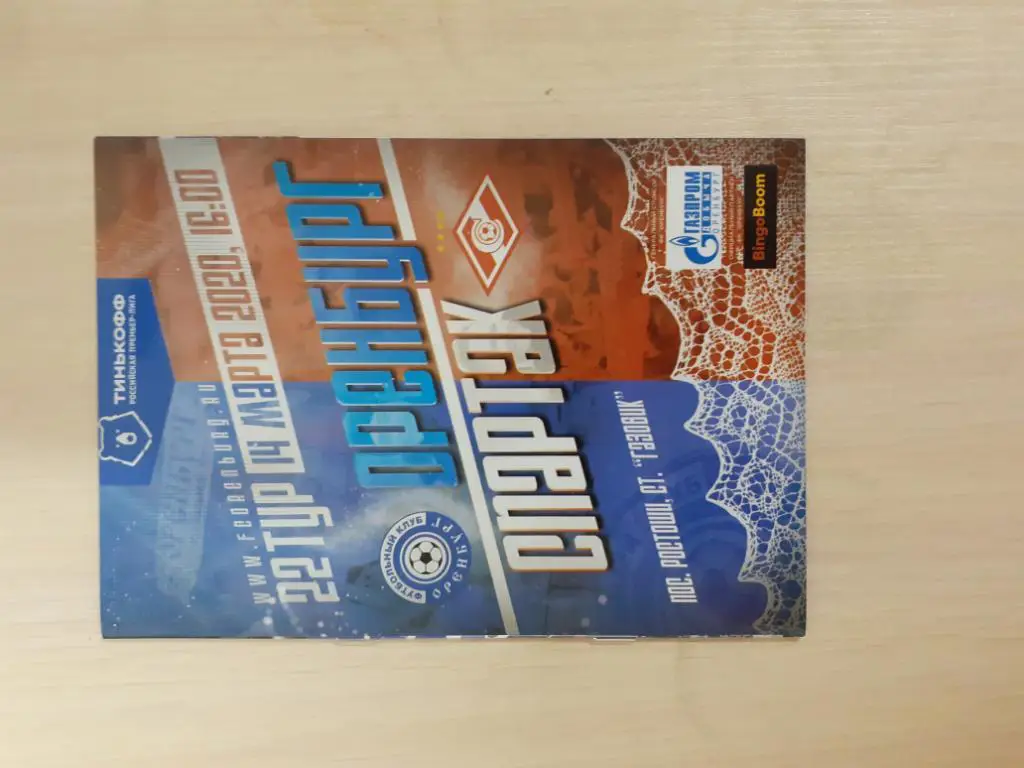 ТИНЬКОФФ
РОССИЙСКАЯ ПРЕМЬЕР-ЛИГА
www.fcorenburg.ru
22 ТУР 14 МАРТА 2020, 16:00
ОРЕНБУРГ
ФУТБОЛЬНЫЙ КЛУБ
ОРЕНБУРГ
СПАРТАК
ПОС. РОСТОШИ, СТ. "ГАЗОВИК"
ГАЗПРОМ
ДОБЫЧА
ОРЕНБУРГ
BingoBoom